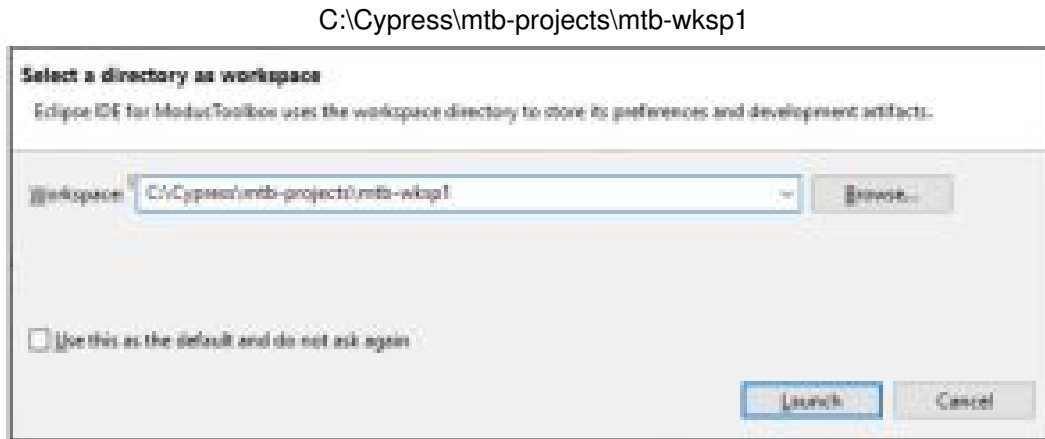 C:\Cypress\mtb-projects\mtb-wksp1
Select a directory as workspace
Eclipse IDE for ModusToolbox uses the workspace directory to store its preferences and development artifacts.
Workspace: C:\Cypress\mtb-projects\mtb-wksp1 Browse...
Use this as the default and do not ask again
Launch Cancel